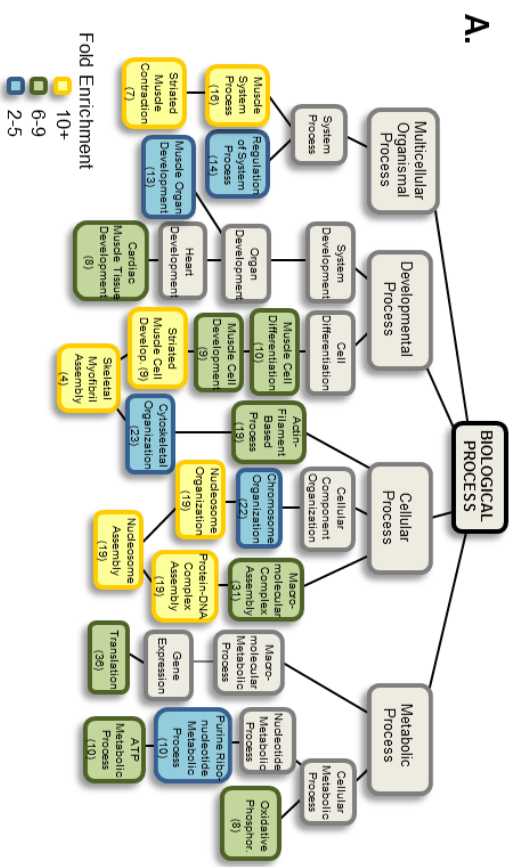 A.
BIOLOGICAL
PROCESS
Multicellular
Organismal
Process
Developmental
Process
Cellular
Process
Metabolic
Process
System
Process
System
Development
Cell
Differentiation
Cellular
Component
Organization
Macro-
molecular
Complex
Assembly
(31)
Cellular
Metabolic
Process
Muscle
System
Process
(16)
Regulation
of System
Process
(14)
Organ
Development
Muscle Cell
Differentiation
(10)
Actin-
Filament
Based
Process
(19)
Chromosome
Organization
(22)
Macro-
molecular
Metabolic
Process
Nucleotide
Metabolic
Process
Oxidative
Phosphor.
(8)
Striated
Muscle
Contraction
(7)
Muscle Organ
Development
(13)
Heart
Development
Muscle Cell
Development
(9)
Nucleosome
Organization
(19)
Protein-DNA
Complex
Assembly
(19)
Gene
Expression
Purine Ribo-
nucleotide
Metabolic
Process
(10)
Cardiac
Muscle Tissue
Development
(8)
Striated
Muscle Cell
Develop. (9)
Cytoskeletal
Organization
(23)
Skeletal
Myofibril
Assembly
(4)
Nucleosome
Assembly
(19)
Translation
(36)
ATP
Metabolic
Process
(10)
Fold Enrichment
10+
6-9
2-5